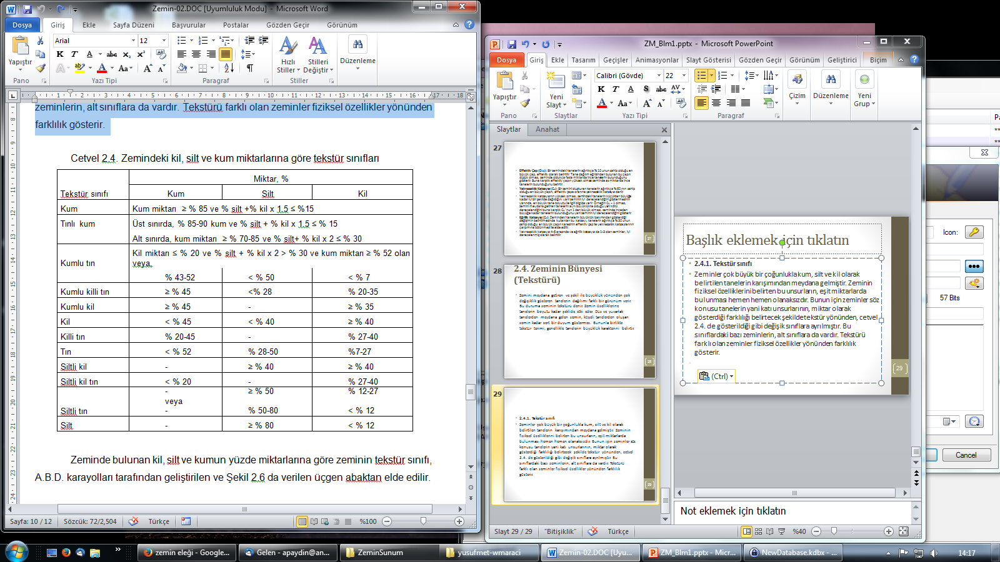 Zemin-02.DOC [Uyumluluk Modu] - Microsoft Word
Dosya Giriş Ekle Sayfa Düzeni Başvurular Postalar Gözden Geçir Görünüm
Arial 12
Yapıştır
Hızlı Stiller
Stilleri Değiştir
Düzenleme
Pano Yazı Tipi Paragraf Stiller
zeminlerin, alt sınıflara da vardır. Tekstürü farklı olan zeminler fiziksel özellikler yönünden
farklılık gösterir.
Cetvel 2.4. Zemindeki kil, silt ve kum miktarlarına göre tekstür sınıfları
Miktar, %
Tekstür sınıfı Kum Silt Kil
Kum Kum miktarı ≥ % 85 ve % silt +% kil x 1,5 ≤ %15
Tınlı kum Üst sınırda, % 85-90 kum ve % silt + % kil x 1,5 ≤ % 15
Alt sınırda, kum miktarı ≥ % 70-85 ve % silt+ % kil x 2 ≤ % 30
Kumlu tın Kil miktarı ≤ % 20 ve % silt + % kil x 2 > % 30 ve kum miktarı ≥ % 52 olan
veya,
% 43-52 < % 50 < % 7
Kumlu killi tın ≥ % 45 <% 28 % 20-35
Kumlu kil ≥ % 45 - ≥ % 35
Kil < % 45 < % 40 ≥ % 40
Killi tın % 20-45 - % 27-40
Tın < % 52 % 28-50 %7-27
Siltli kil - ≥ % 40 ≥ % 40
Siltli kil tın < % 20 - % 27-40
- ≥ % 50 % 12-27
veya
Siltli tın - % 50-80 < % 12
Silt - ≥ % 80 < % 12
Zeminde bulunan kil, silt ve kumun yüzde miktarlarına göre zeminin tekstür sınıfı,
A.B.D. karayolları tarafından geliştirilen ve Şekil 2.6 da verilen üçgen abaktan elde edilir.
Sayfa: 10 / 12 Sözcük: 72/2,504 Türkçe %100
ZM_Blm1.pptx - Microsoft PowerPoint
Dosya Giriş Ekle Tasarım Geçişler Animasyonlar Slayt Gösterisi Gözden Geçir Görünüm Geliştirici Biçim
Calibri (Gövde) 22
Yapıştır
Yeni Slayt
Çizim
Düzenleme
Yeni Grup
Pano Slaytlar Yazı Tipi Paragraf
Slaytlar Anahat
27
28
2.4. Zeminin Bünyesi
(Tekstürü)
29
2.4.1. Tekstür sınıfı
Başlık eklemek için tıklatın
2.4.1. Tekstür sınıfı
Zeminler çok büyük bir çoğunlukla kum, silt ve kil olarak
belirtilen tanelerin karışımından meydana gelmiştir. Zeminin
fiziksel özelliklerini belirten bu unsurların, eşit miktarlarda
bulunması hemen hemen olanaksızdır. Bunun için zeminler söz
konusu tanelerin yani katı unsurlarının, miktar olarak
gösterdiği farklılığı belirtecek şekilde tekstür yönünden, cetvel
2.4. de gösterildiği gibi değişik sınıflara ayrılmıştır. Bu
sınıflardaki bazı zeminlerin, alt sınıflara da vardır. Tekstürü
farklı olan zeminler fiziksel özellikler yönünden farklılık
gösterir.
29
(Ctrl)
Not eklemek için tıklatın
Slayt 29 / 29 "Bitişiklik" Türkçe %40
Icon:
57 Bits
Cancel
zemin eleği - Google...
Gelen - apaydin@an...
ZeminSunum
yusufmet-wmaraci
Zemin-02.DOC [Uyu...
ZM_Blm1.pptx - Micr...
NewDatabase.kdbx - ...
14:17